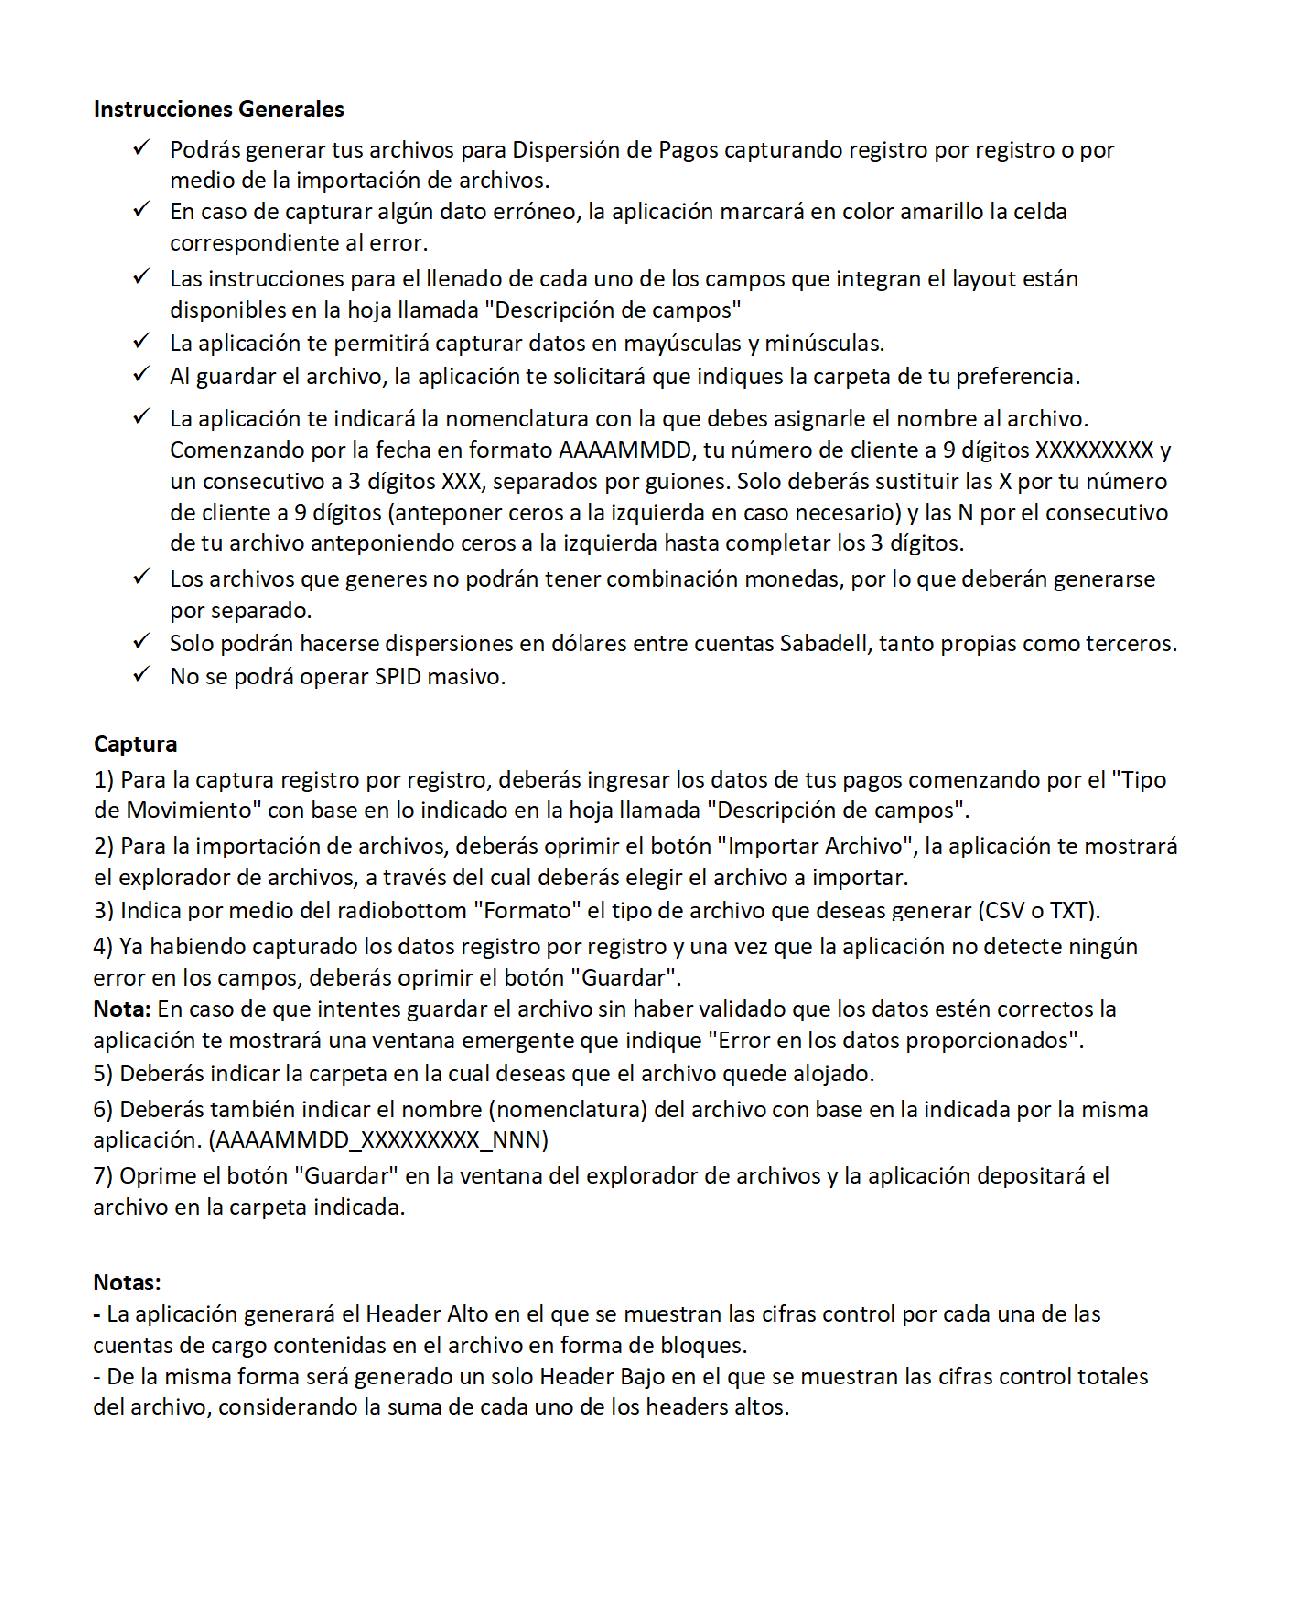 Instrucciones Generales
✓ Podrás generar tus archivos para Dispersión de Pagos capturando registro por registro o por
medio de la importación de archivos.
✓ En caso de capturar algún dato erróneo, la aplicación marcará en color amarillo la celda
correspondiente al error.
✓ Las instrucciones para el llenado de cada uno de los campos que integran el layout están
disponibles en la hoja llamada "Descripción de campos"
✓ La aplicación te permitirá capturar datos en mayúsculas y minúsculas.
✓ Al guardar el archivo, la aplicación te solicitará que indiques la carpeta de tu preferencia.
✓ La aplicación te indicará la nomenclatura con la que debes asignarle el nombre al archivo.
Comenzando por la fecha en formato AAAAMMDD, tu número de cliente a 9 dígitos XXXXXXXXX y
un consecutivo a 3 dígitos XXX, separados por guiones. Solo deberás sustituir las X por tu número
de cliente a 9 dígitos (anteponer ceros a la izquierda en caso necesario) y las N por el consecutivo
de tu archivo anteponiendo ceros a la izquierda hasta completar los 3 dígitos.
✓ Los archivos que generes no podrán tener combinación monedas, por lo que deberán generarse
por separado.
✓ Solo podrán hacerse dispersiones en dólares entre cuentas Sabadell, tanto propias como terceros.
✓ No se podrá operar SPID masivo.
Captura
1) Para la captura registro por registro, deberás ingresar los datos de tus pagos comenzando por el "Tipo
de Movimiento" con base en lo indicado en la hoja llamada "Descripción de campos".
2) Para la importación de archivos, deberás oprimir el botón "Importar Archivo", la aplicación te mostrará
el explorador de archivos, a través del cual deberás elegir el archivo a importar.
3) Indica por medio del radiobottom "Formato" el tipo de archivo que deseas generar (CSV o TXT).
4) Ya habiendo capturado los datos registro por registro y una vez que la aplicación no detecte ningún
error en los campos, deberás oprimir el botón "Guardar".
Nota: En caso de que intentes guardar el archivo sin haber validado que los datos estén correctos la
aplicación te mostrará una ventana emergente que indique "Error en los datos proporcionados".
5) Deberás indicar la carpeta en la cual deseas que el archivo quede alojado.
6) Deberás también indicar el nombre (nomenclatura) del archivo con base en la indicada por la misma
aplicación. (AAAAMMDD_XXXXXXXXX_NNN)
7) Oprime el botón "Guardar" en la ventana del explorador de archivos y la aplicación depositará el
archivo en la carpeta indicada.
Notas:
- La aplicación generará el Header Alto en el que se muestran las cifras control por cada una de las
cuentas de cargo contenidas en el archivo en forma de bloques.
- De la misma forma será generado un solo Header Bajo en el que se muestran las cifras control totales
del archivo, considerando la suma de cada uno de los headers altos.